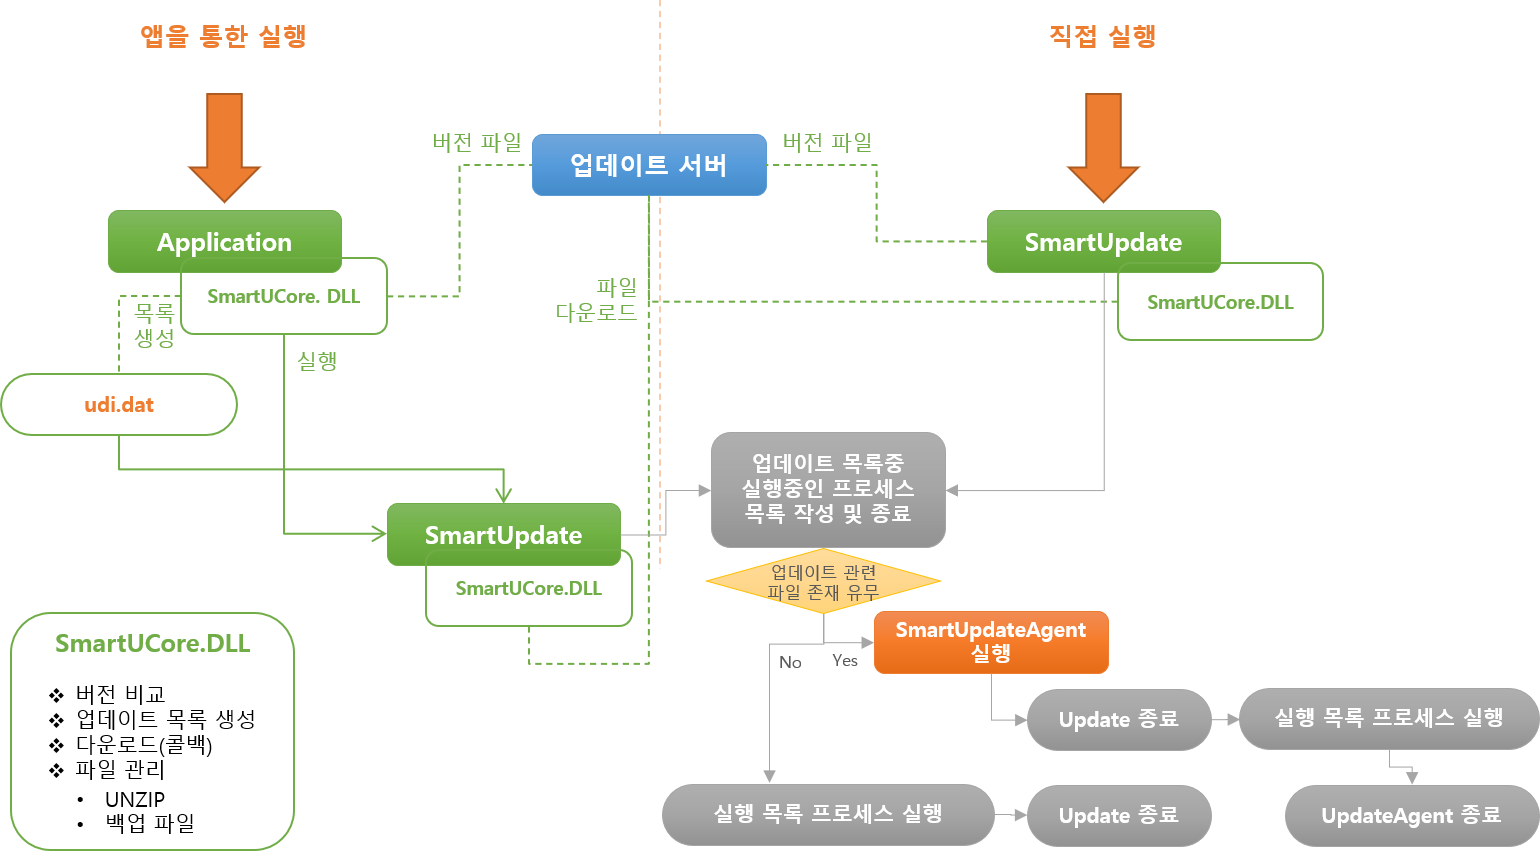 앱을 통한 실행
직접 실행
버전 파일
업데이트 서버
버전 파일
Application
SmartUpdate
SmartUCore. DLL
SmartUCore.DLL
목록
생성
파일
다운로드
실행
udi.dat
업데이트 목록중
실행중인 프로세스
목록 작성 및 종료
SmartUpdate
SmartUCore.DLL
업데이트 관련
파일 존재 유무
SmartUpdateAgent
실행
No
Yes
SmartUCore.DLL
❖ 버전 비교
❖ 업데이트 목록 생성
❖ 다운로드(콜백)
❖ 파일 관리
• UNZIP
• 백업 파일
Update 종료
실행 목록 프로세스 실행
실행 목록 프로세스 실행
Update 종료
UpdateAgent 종료